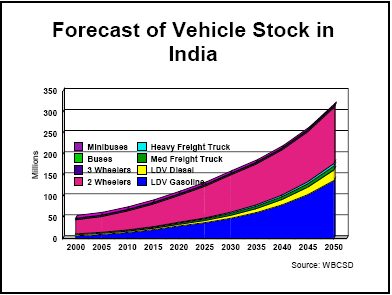 Forecast of Vehicle Stock in
India
350
300
250
200
150
100
50
0
Millions
Minibuses
Buses
3 Wheelers
2 Wheelers
Heavy Freight Truck
Med Freight Truck
LDV Diesel
LDV Gasoline
2000 2005 2010 2015 2020 2025 2030 2035 2040 2045 2050
Source: WBCSD